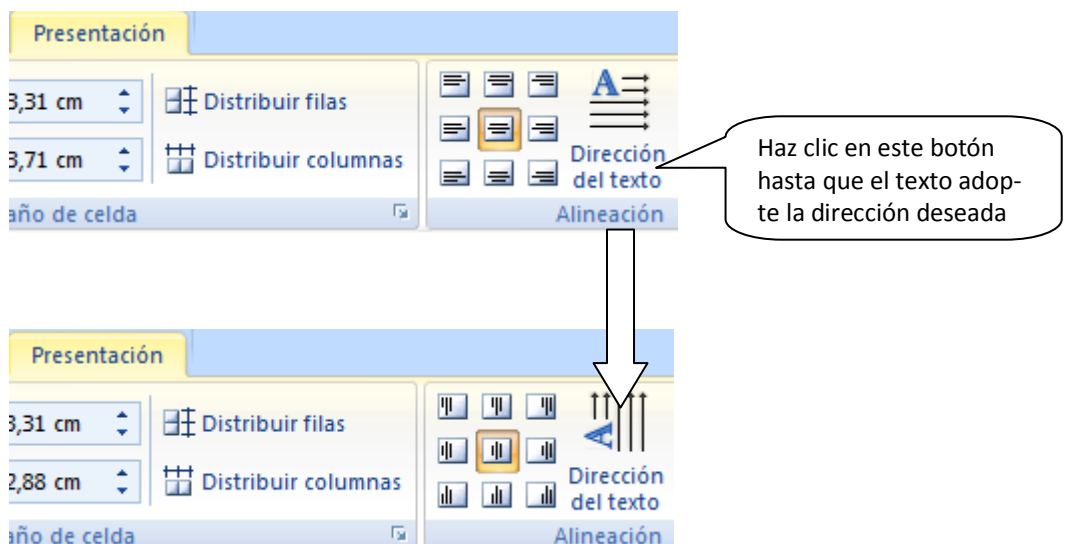 Presentación
3,31 cm
Distribuir filas
3,71 cm
Distribuir columnas
Dirección
del texto
año de celda
Alineación
Haz clic en este botón
hasta que el texto adop-
te la dirección deseada
Presentación
3,31 cm
Distribuir filas
2,88 cm
Distribuir columnas
Dirección
del texto
año de celda
Alineación